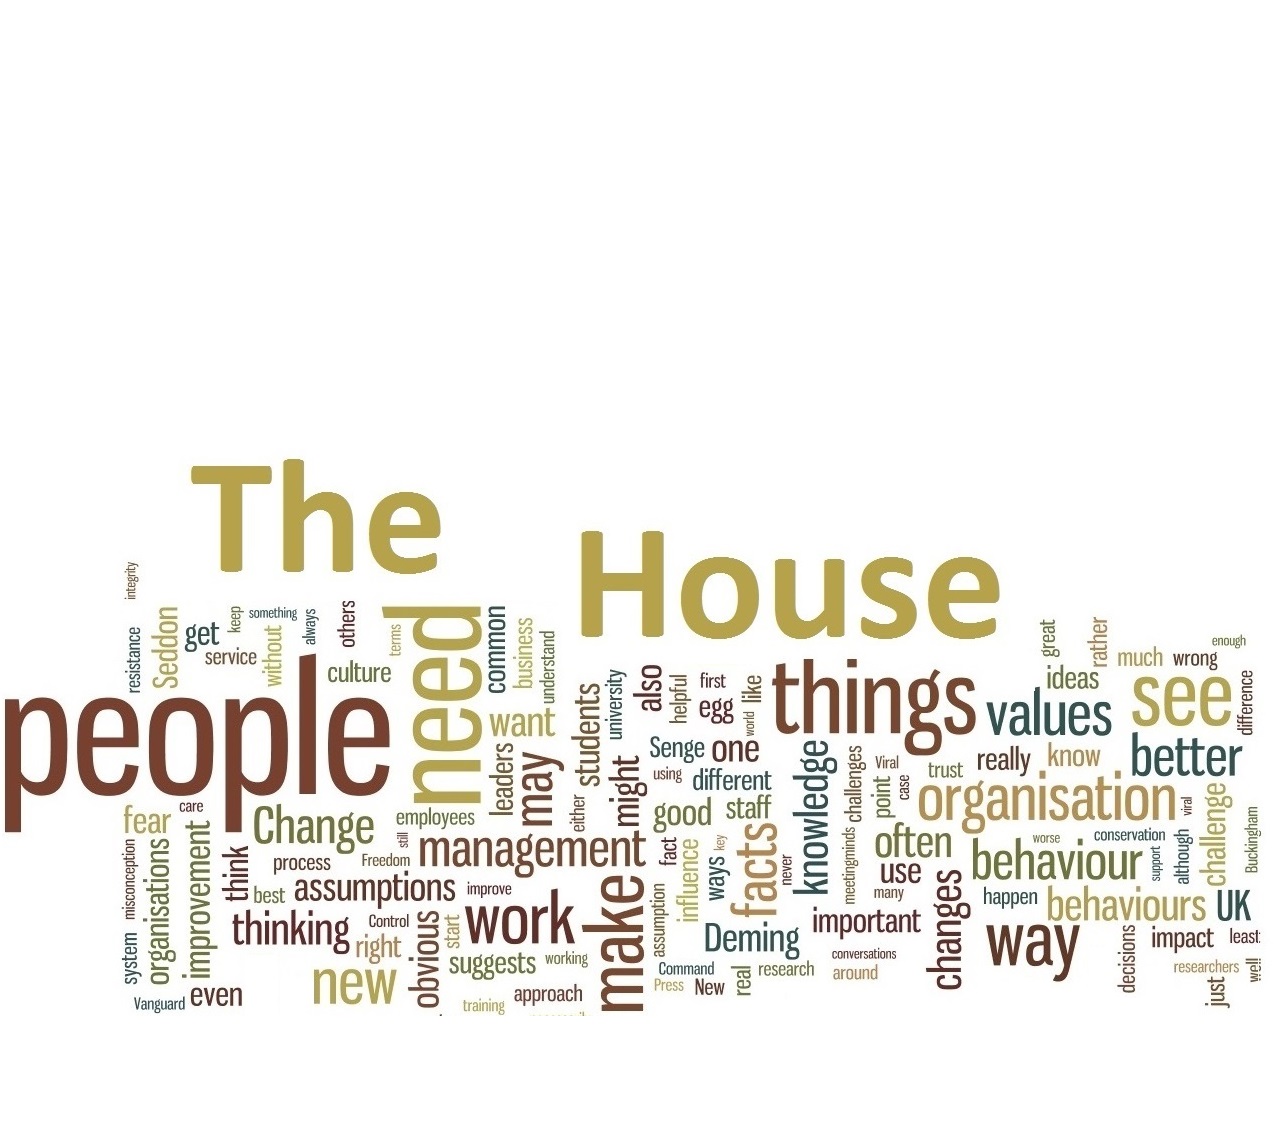 The
House
integrity
resistance
Seddon
get
keep
something
without
always
others
service
culture
terms
need
common
business
understand
people
want
leaders
may
students
university
either
might
also
helpful
first
egg
world
like
things
great
rather
enough
ideas
much
wrong
values
see
difference
Senge
one
using
different
good
staff
knowledge
challenges
Viral
case
point
trust
really
know
better
organisation
viral
challenge
Buckingham
fear
care
Change
employees
still
misconception
organisations
improvement
think
process
Freedom
management
best
assumptions
improve
thinking
Control
right
obvious
start
work
make
fact
influence
ways
key
facts
never
assumption
meetingminds
often
use
many
behaviour
worse
conservation
support
although
happen
behaviours
UK
changes
important
Deming
conversations
around
way
decisions
impact
least
researchers
just
well
system
Vanguard
even
new
suggests
working
training
approach
Command
Press
New
real
research